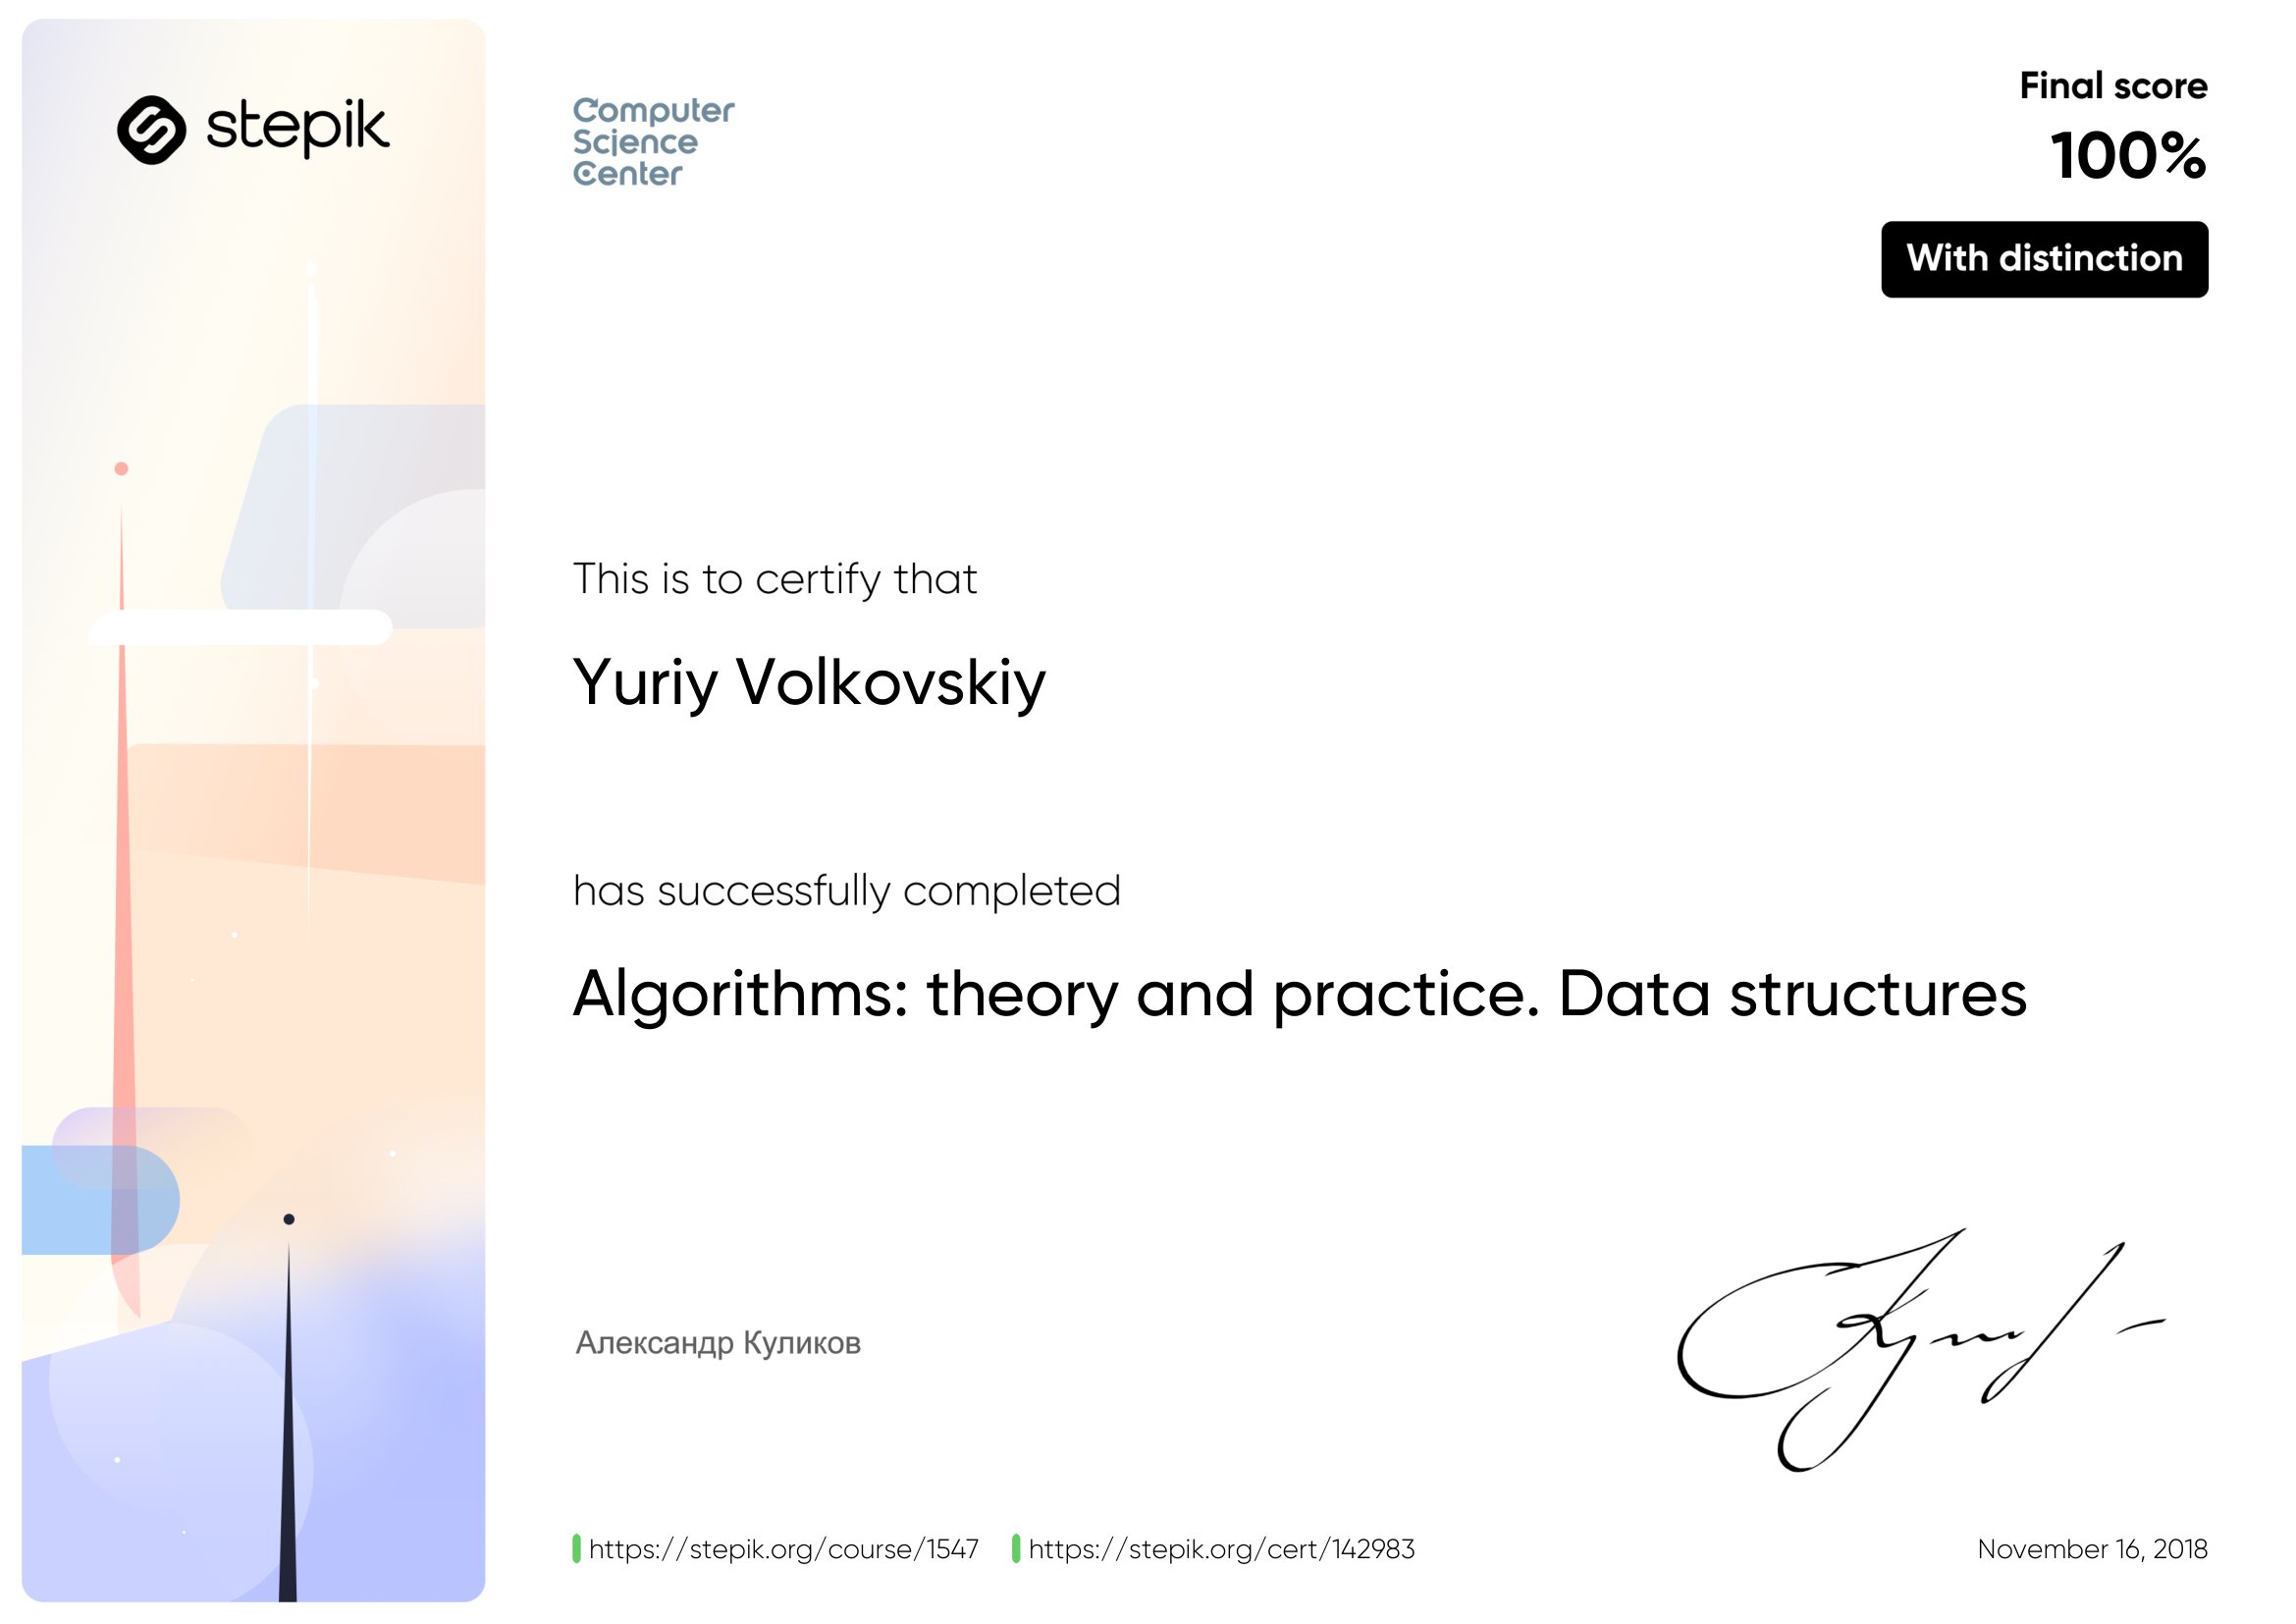 stepik
Computer
Science
Center
Final score
100%
With distinction
This is to certify that
Yuriy Volkovskiy
has successfully completed
Algorithms: theory and practice. Data structures
Александр Куликов
https://stepik.org/course/1547
https://stepik.org/cert/142983
November 16, 2018